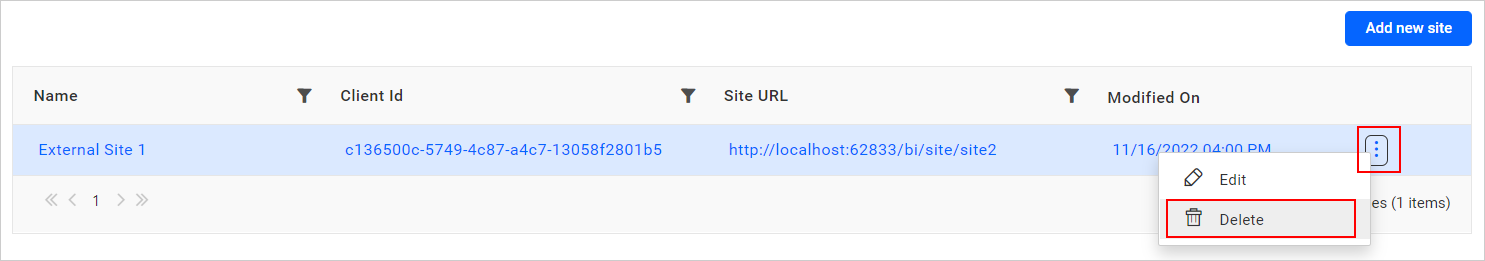 Add new site
Name Client Id Site URL Modified On
External Site 1 c136500c-5749-4c87-a4c7-13058f2801b5 http://localhost:62833/bi/site/site2 11/16/2022 04:00 PM
Edit
1 es (1 items)
Delete